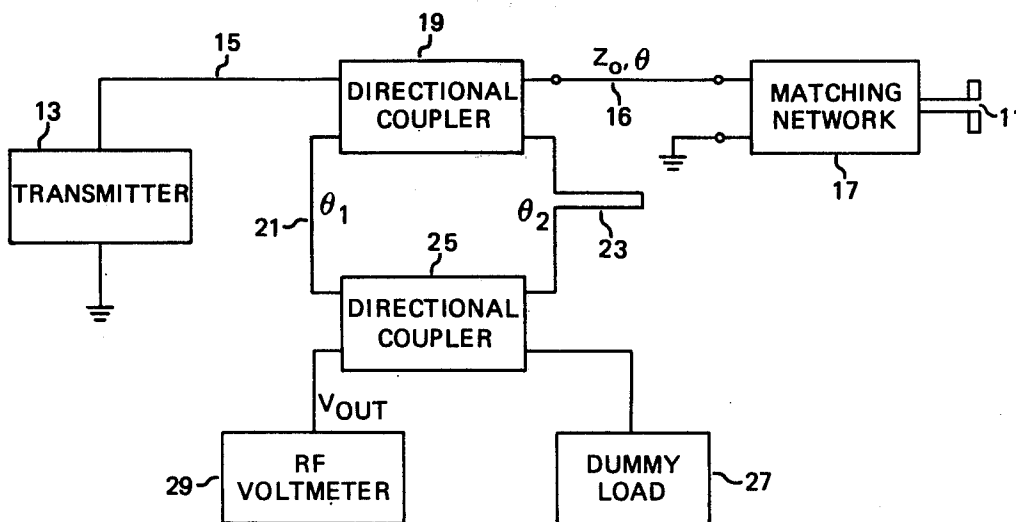 19
15
Z₀, θ
DIRECTIONAL
COUPLER
16
MATCHING
NETWORK
11
17
13
TRANSMITTER
21
θ₁
θ₂
23
25
DIRECTIONAL
COUPLER
VOUT
29
RF
VOLTMETER
DUMMY
LOAD
27